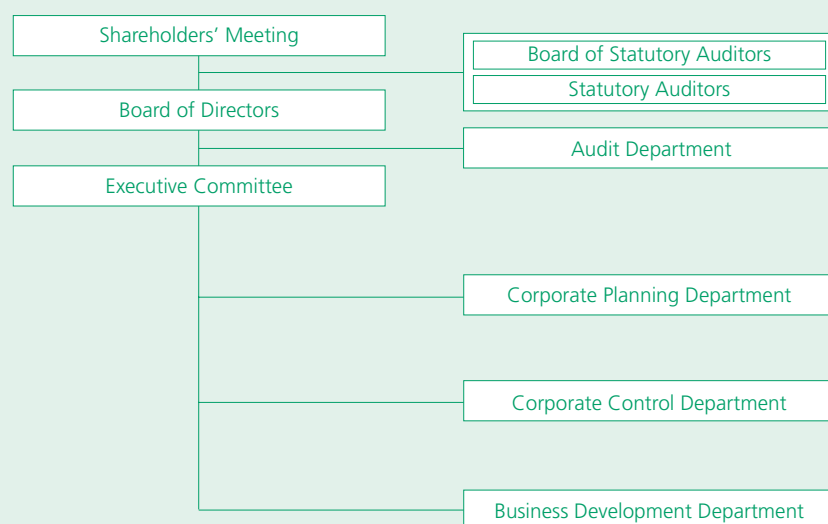 Shareholders’ Meeting
Board of Statutory Auditors
Statutory Auditors
Board of Directors
Audit Department
Executive Committee
Corporate Planning Department
Corporate Control Department
Business Development Department